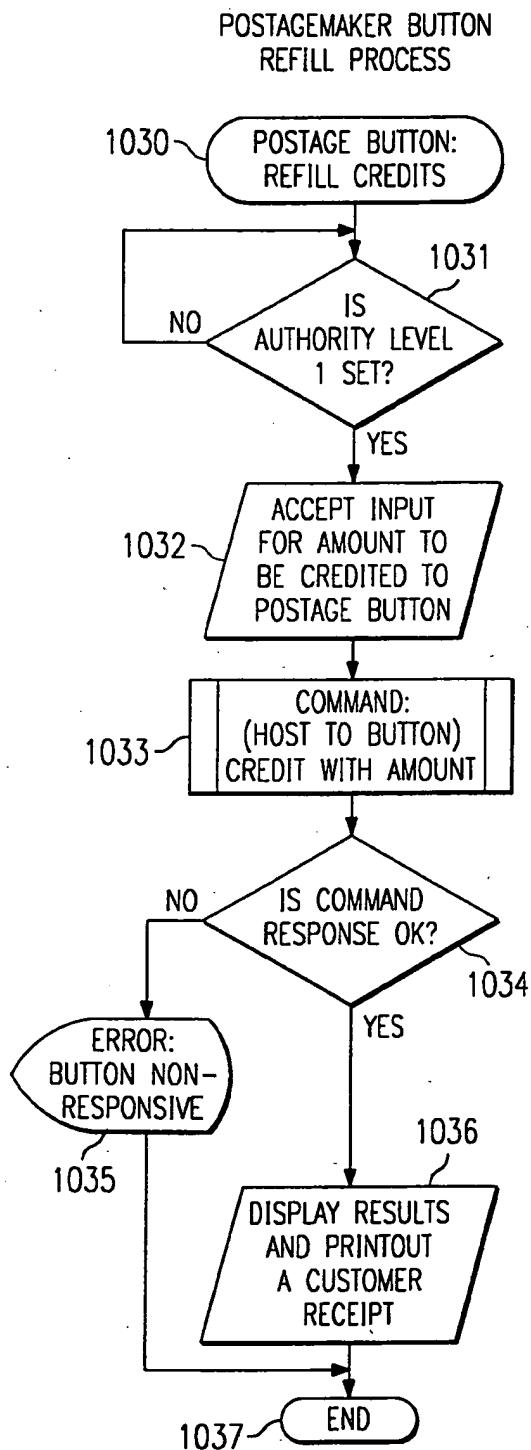 POSTAGEMAKER BUTTON
REFILL PROCESS
1030
POSTAGE BUTTON:
REFILL CREDITS
1031
IS
AUTHORITY LEVEL
1 SET?
NO
YES
1032
ACCEPT INPUT
FOR AMOUNT TO
BE CREDITED TO
POSTAGE BUTTON
1033
COMMAND:
(HOST TO BUTTON)
CREDIT WITH AMOUNT
NO
IS COMMAND
RESPONSE OK?
1034
YES
ERROR:
BUTTON NON-
RESPONSIVE
1035
1036
DISPLAY RESULTS
AND PRINTOUT
A CUSTOMER
RECEIPT
1037
END